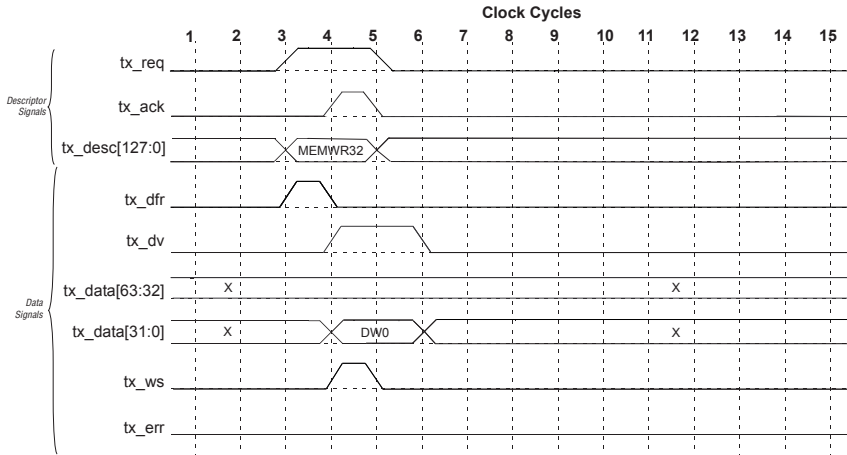 Clock Cycles
1 2 3 4 5 6 7 8 9 10 11 12 13 14 15
tx_req
Descriptor
Signals
tx_ack
tx_desc[127:0] MEMWR32
tx_dfr
tx_dv
tx_data[63:32] X X
Data
Signals
tx_data[31:0] X DW0 X
tx_ws
tx_err